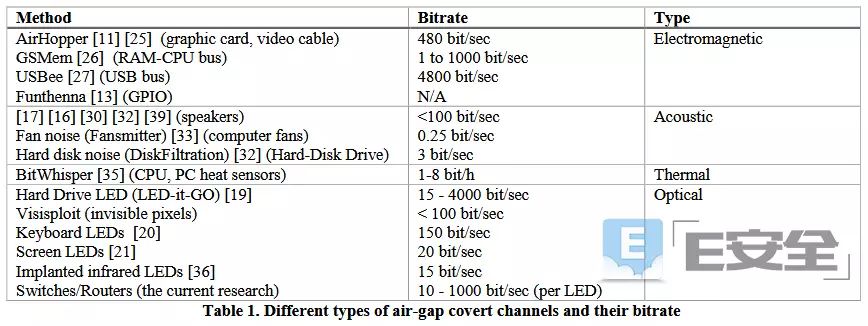 Method Bitrate Type
AirHopper [11] [25] (graphic card, video cable) 480 bit/sec Electromagnetic
GSMem [26] (RAM-CPU bus) 1 to 1000 bit/sec
USBee [27] (USB bus) 4800 bit/sec
Funthenna [13] (GPIO) N/A
[17] [16] [30] [32] [39] (speakers) <100 bit/sec Acoustic
Fan noise (Fansmitter) [33] (computer fans) 0.25 bit/sec
Hard disk noise (DiskFiltration) [32] (Hard-Disk Drive) 3 bit/sec
BitWhisper [35] (CPU, PC heat sensors) 1-8 bit/h Thermal
Hard Drive LED (LED-it-GO) [19] 15 - 4000 bit/sec Optical
Visisploit (invisible pixels) < 100 bit/sec
Keyboard LEDs [20] 150 bit/sec
Screen LEDs [21] 20 bit/sec
Implanted infrared LEDs [36] 15 bit/sec
Switches/Routers (the current research) 10 - 1000 bit/sec (per LED)
E E安全
Table 1. Different types of air-gap covert channels and their bitrate